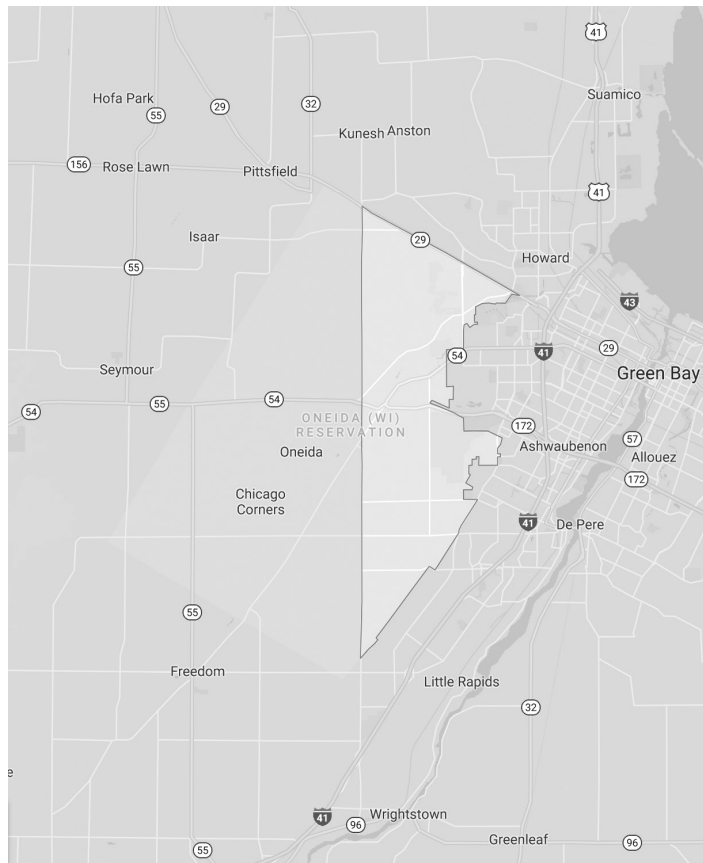 41
Suamico
Hofa Park
55
29
32
Kunesh
Anston
156
Rose Lawn
Pittsfield
41
Isaar
29
Howard
55
43
54
41
29
Seymour
Green Bay
54
55
54
ONEIDA (WI)
RESERVATION
172
57
Oneida
Ashwaubenon
Allouez
172
Chicago
Corners
41
De Pere
55
Freedom
Little Rapids
32
e
41
Wrightstown
96
Greenleaf
96
55